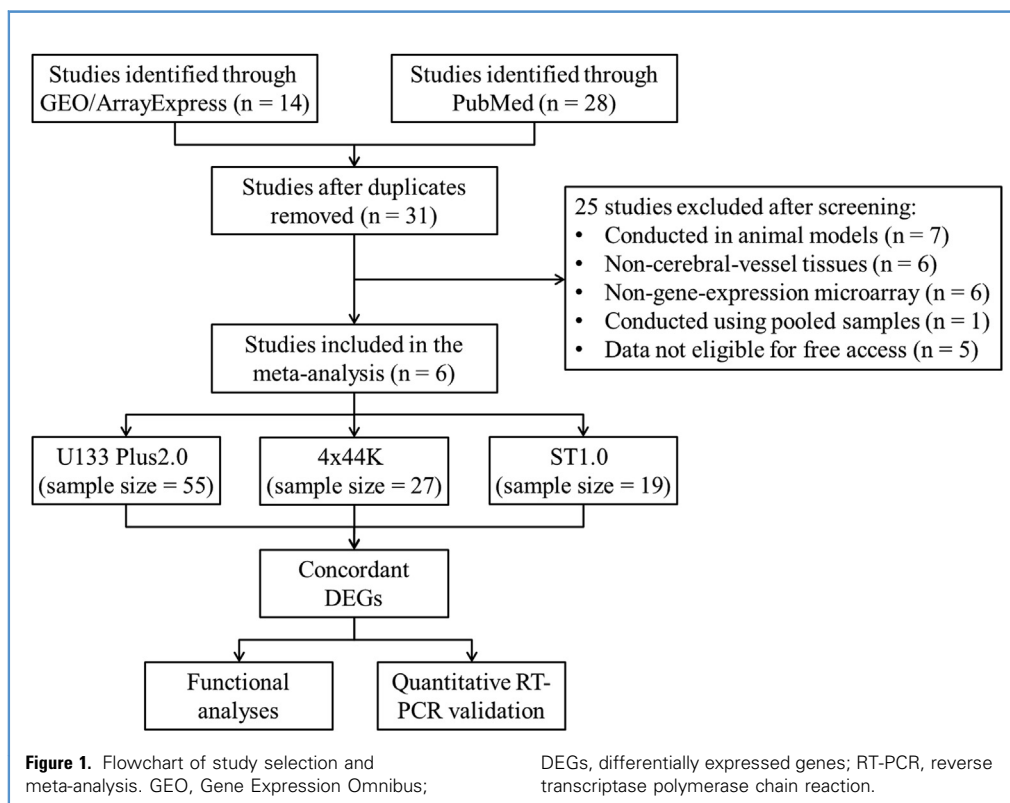 Studies identified through
GEO/ArrayExpress (n = 14)
Studies identified through
PubMed (n = 28)
Studies after duplicates
removed (n = 31)
25 studies excluded after screening:
• Conducted in animal models (n = 7)
• Non-cerebral-vessel tissues (n = 6)
• Non-gene-expression microarray (n = 6)
• Conducted using pooled samples (n = 1)
• Data not eligible for free access (n = 5)
Studies included in the
meta-analysis (n = 6)
U133 Plus2.0
(sample size = 55)
4x44K
(sample size = 27)
ST1.0
(sample size = 19)
Concordant
DEGs
Functional
analyses
Quantitative RT-
PCR validation
Figure 1. Flowchart of study selection and
meta-analysis. GEO, Gene Expression Omnibus;
DEGs, differentially expressed genes; RT-PCR, reverse
transcriptase polymerase chain reaction.